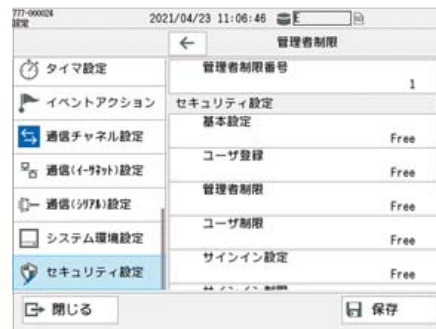 777-000024
設定
2021/04/23 11:06:46
E
管理者制限
タイマ設定
イベントアクション
通信チャネル設定
通信(イーサネット)設定
通信(シリアル)設定
システム環境設定
セキュリティ設定
管理者制限番号
1
セキュリティ設定
基本設定
Free
ユーザ登録
Free
管理者制限
Free
ユーザ制限
Free
サインイン設定
Free
閉じる
保存